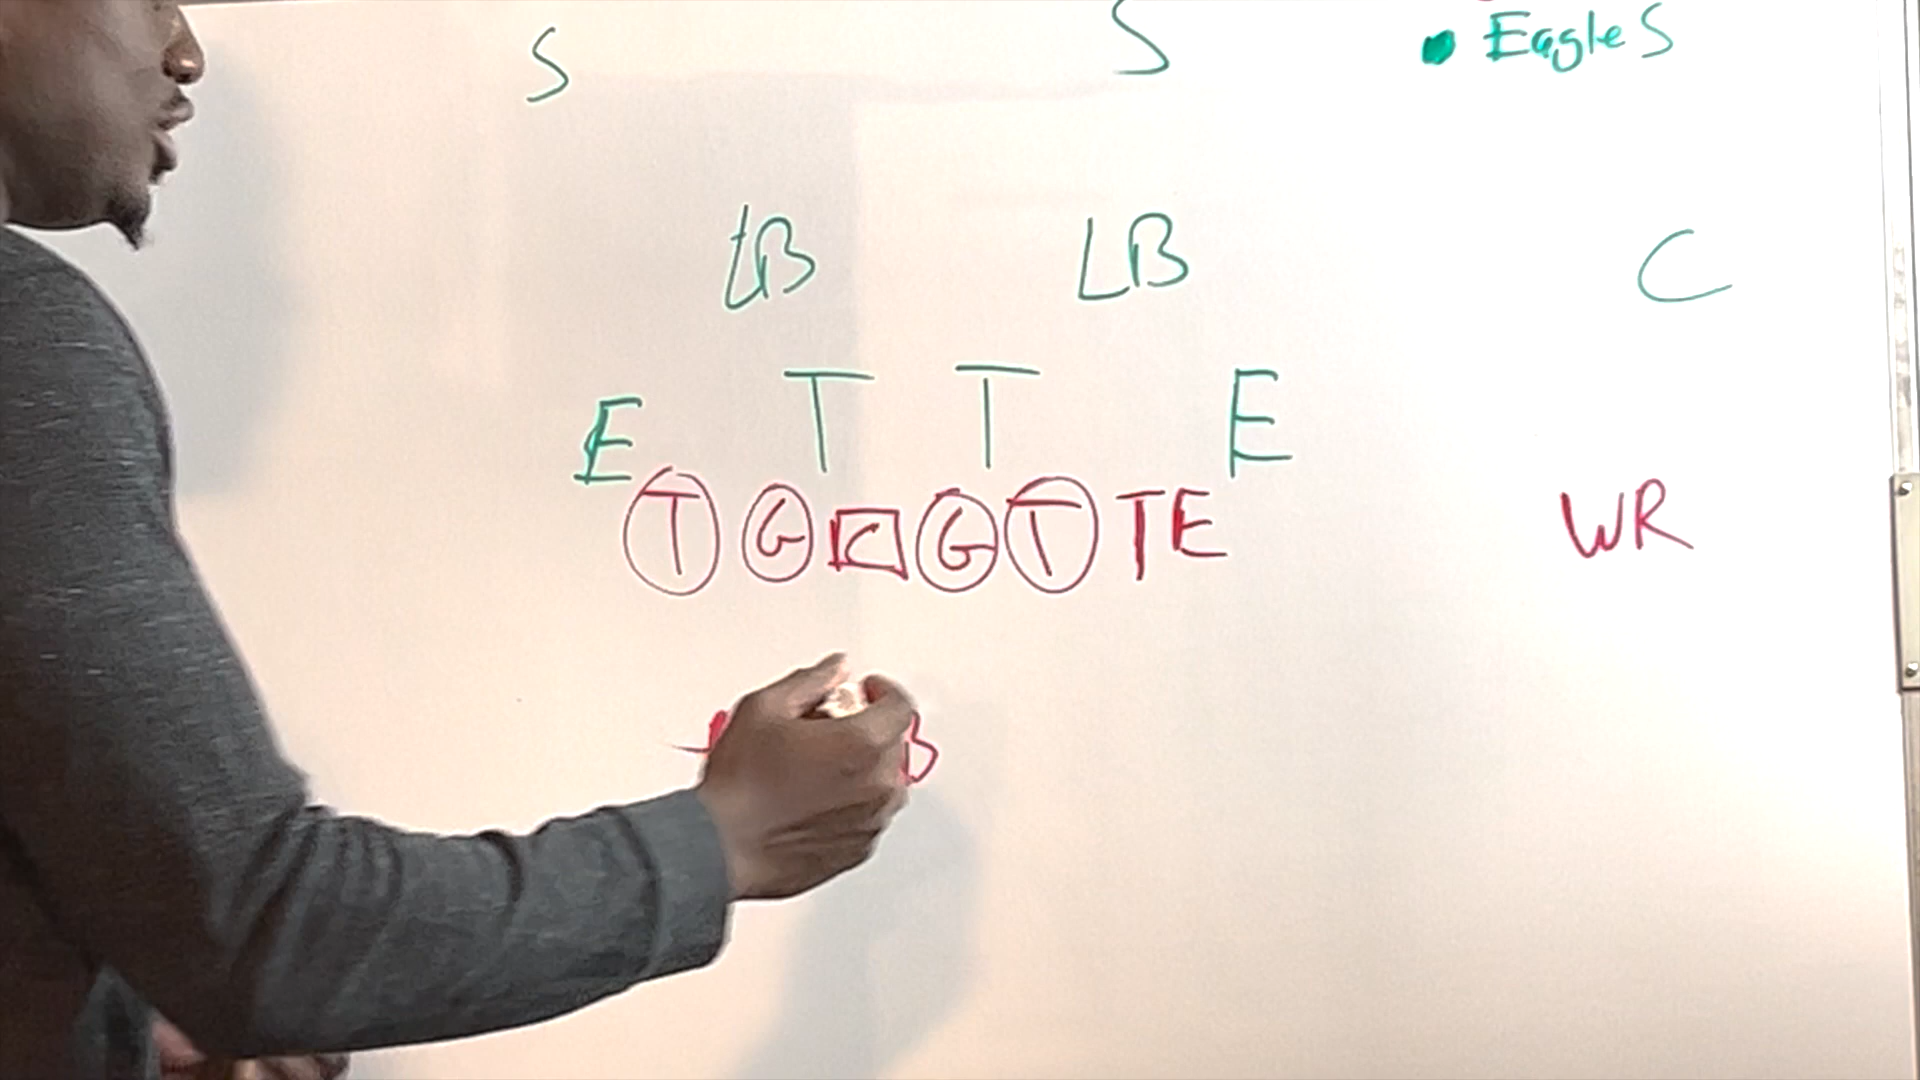 S S • Eagles
LB LB C
E T T E
T G C G T TE WR
B